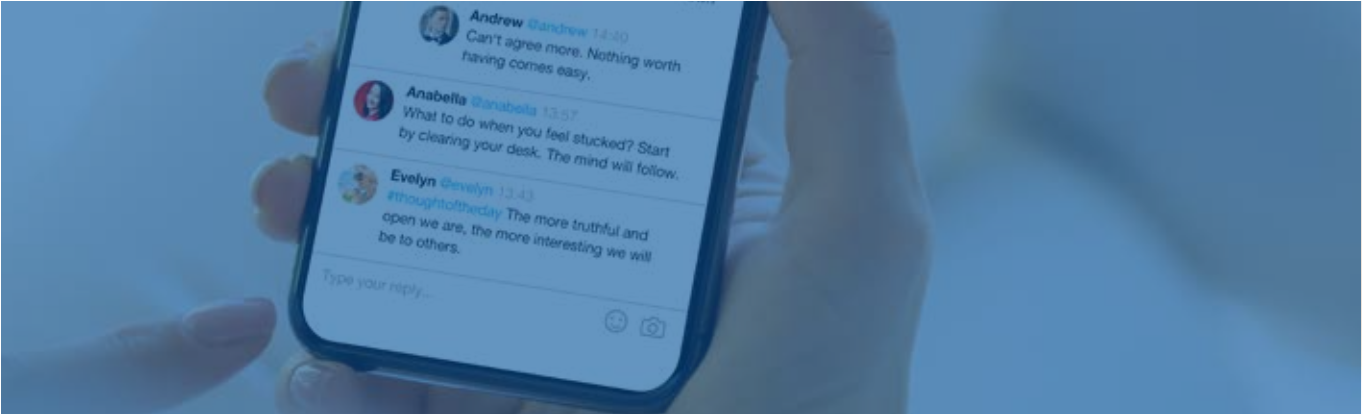 Andrew @andrew 14:49
Can't agree more. Nothing worth
having comes easy.
Anabella @anabella 13:57
What to do when you feel stucked? Start
by clearing your desk. The mind will follow.
Evelyn @evelyn 13:43
#thoughtoftheday The more truthful and
open we are, the more interesting we will
be to others.
Type your reply...